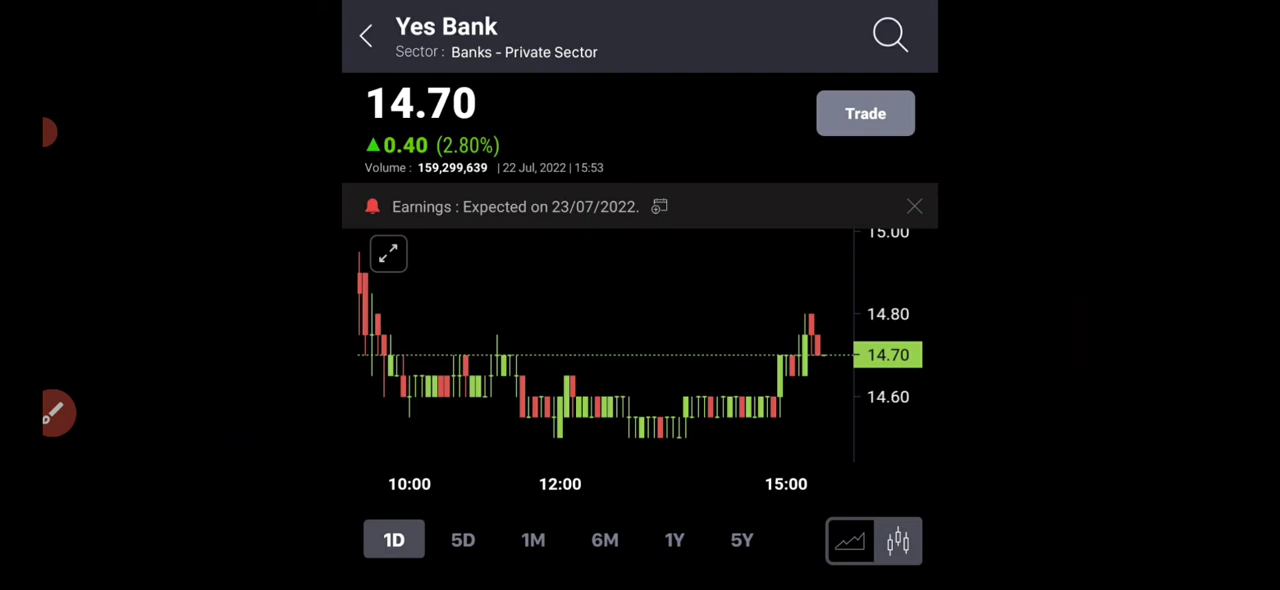 Yes Bank
Sector : Banks - Private Sector
14.70
Trade
▲0.40 (2.80%)
Volume : 159,299,639 | 22 Jul, 2022 | 15:53
Earnings : Expected on 23/07/2022.
15.00
14.80
14.70
14.60
10:00 12:00 15:00
1D 5D 1M 6M 1Y 5Y